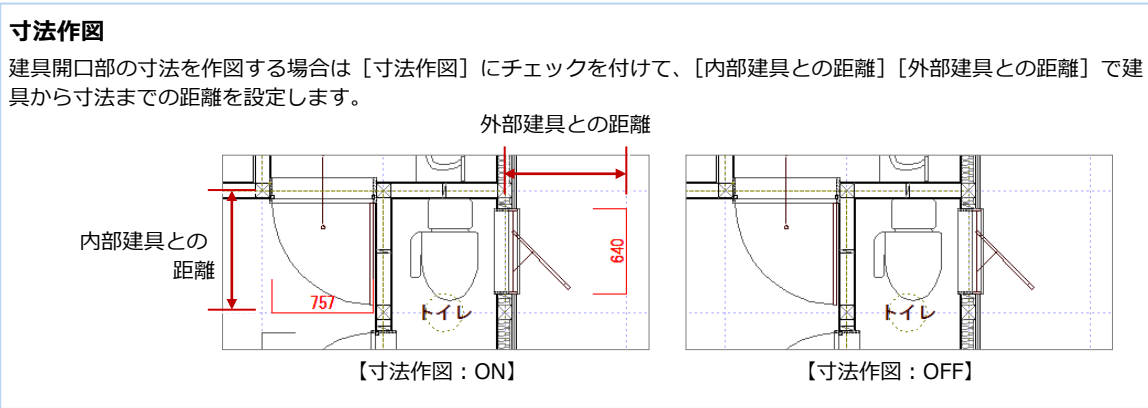 寸法作図
建具開口部の寸法を作図する場合は［寸法作図］にチェックを付けて、［内部建具との距離］［外部建具との距離］で建
具から寸法までの距離を設定します。
外部建具との距離
内部建具との
距離
640
757
トイレ
トイレ
【寸法作図：ON】
【寸法作図：OFF】